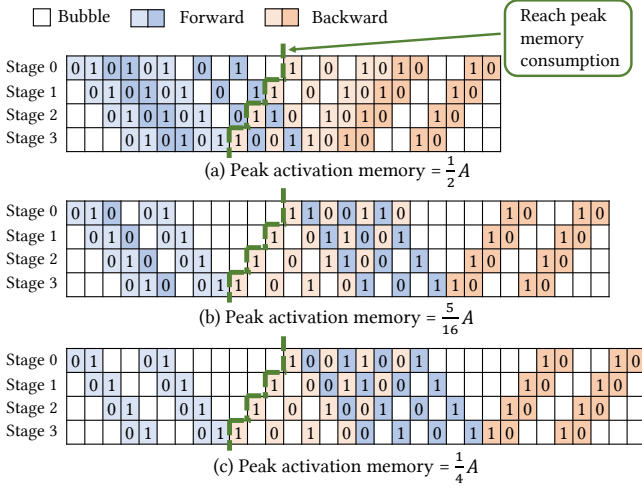 Bubble Forward Backward
Reach peak
memory
consumption
Stage 0 0 1 0 1 0 1 0 1 1 0 1 0 1 0 1 0
Stage 1 0 1 0 1 0 1 0 1 1 0 1 0 1 0 1 0
Stage 2 0 1 0 1 0 1 0 1 1 0 1 0 1 0 1 0
Stage 3 0 1 0 1 0 1 1 0 0 1 1 0 1 0 1 0
(a) Peak activation memory = 1/2 A
Stage 0 0 1 0 0 1 1 1 0 0 1 1 0 1 0 1 0
Stage 1 0 1 0 0 1 1 0 1 1 0 0 1 1 0 1 0
Stage 2 0 1 0 0 1 1 0 1 1 0 0 1 1 0 1 0
Stage 3 0 1 0 0 1 1 0 1 0 1 0 1 1 0 1 0
(b) Peak activation memory = 5/16 A
Stage 0 0 1 0 1 1 0 0 1 1 0 0 1 1 0 1 0
Stage 1 0 1 0 1 1 0 0 1 1 0 0 1 1 0 1 0
Stage 2 0 1 0 1 1 0 1 0 0 1 0 1 1 0 1 0
Stage 3 0 1 0 1 1 0 1 0 0 1 0 1 1 0 1 0
(c) Peak activation memory = 1/4 A